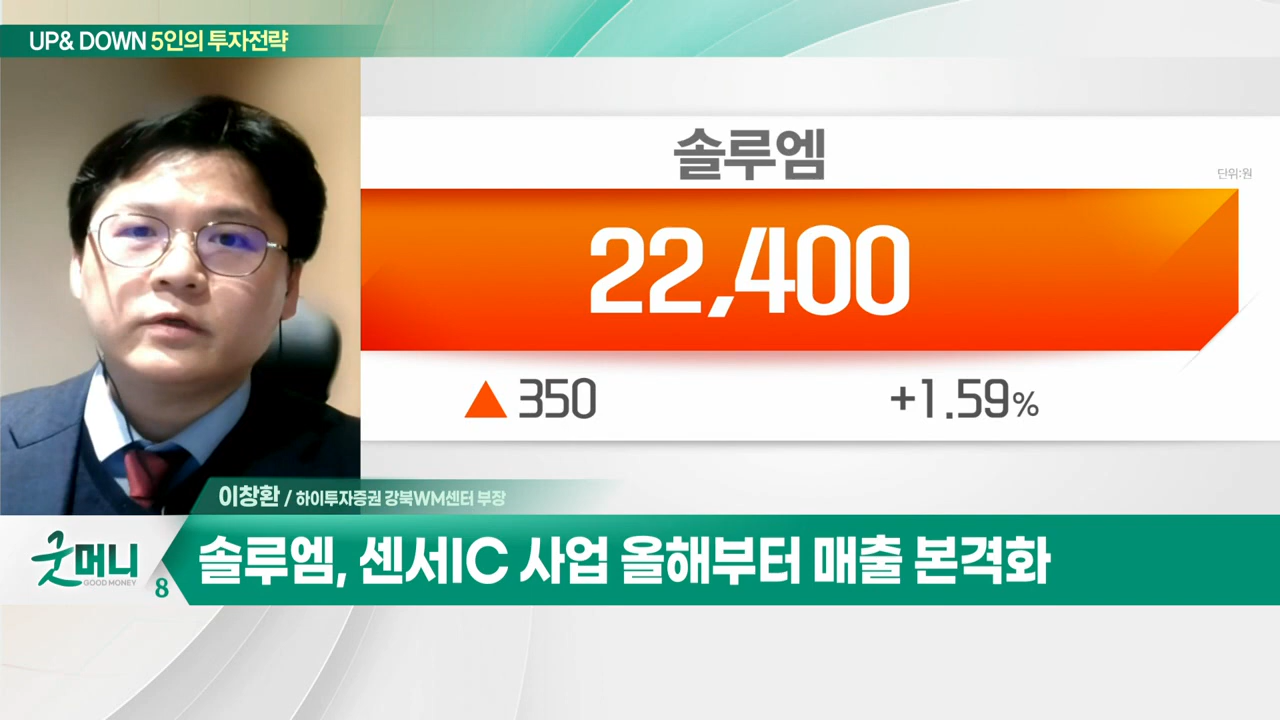 UP& DOWN 5인의 투자전략
솔루엠
단위:원
22,400
▲ 350 +1.59%
이창환 / 하이투자증권 강북WM센터 부장
굿머니
GOOD MONEY
8
솔루엠, 센서IC 사업 올해부터 매출 본격화